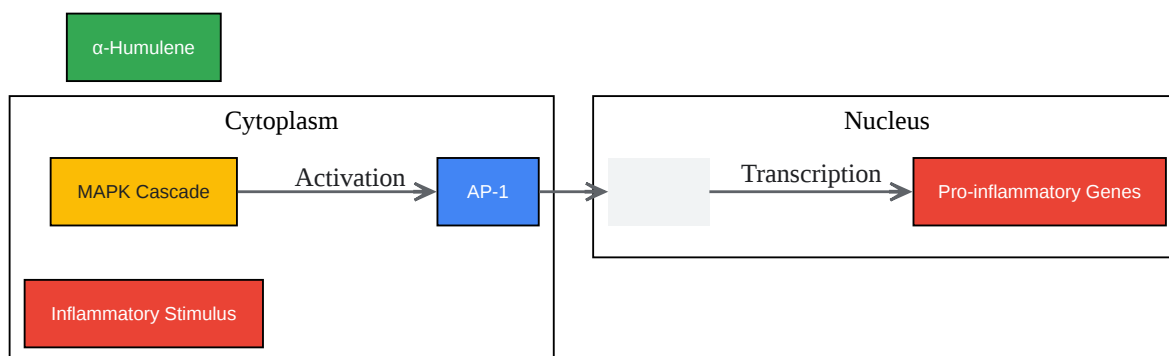 α-Humulene
Cytoplasm
Nucleus
MAPK Cascade
Activation
AP-1
Transcription
Pro-inflammatory Genes
Inflammatory Stimulus